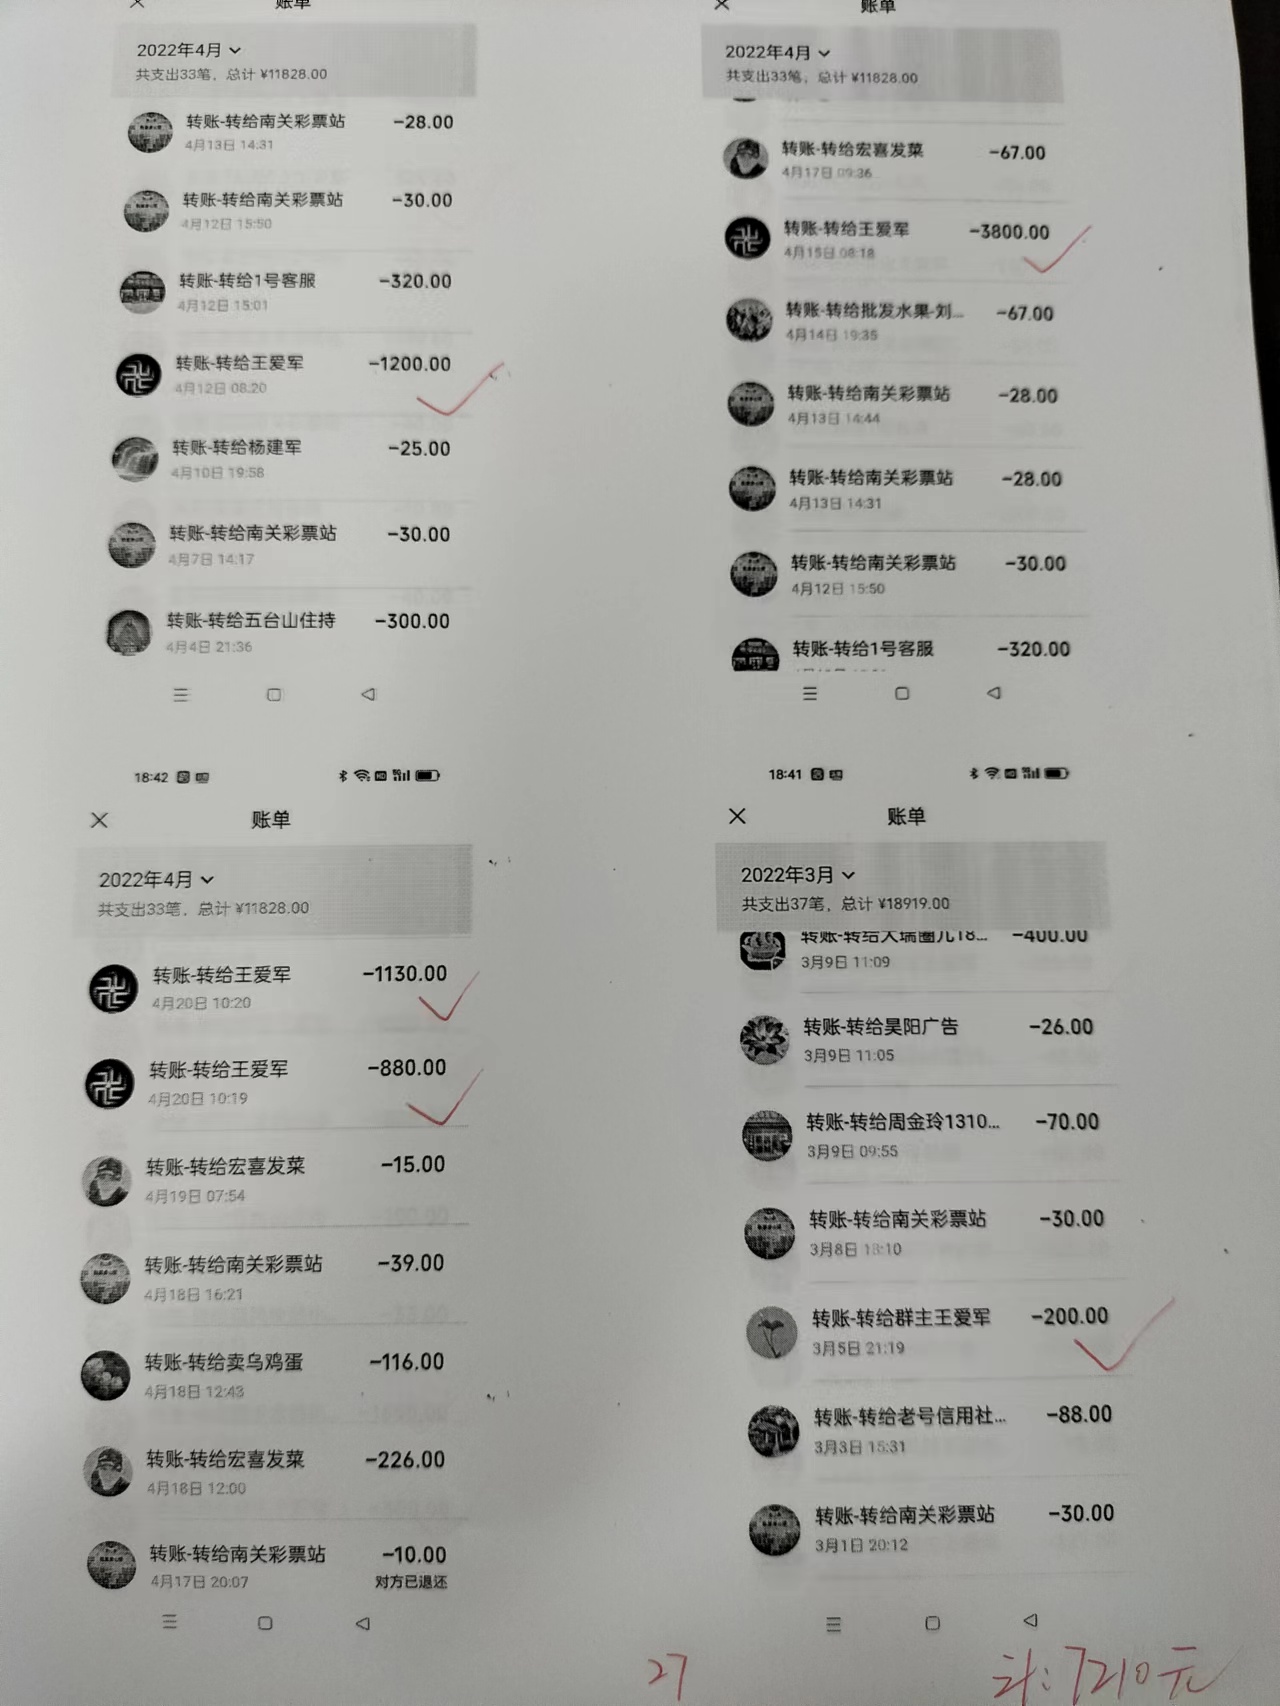 账单
2022年4月
共支出33笔，总计 ¥11828.00
转账-转给南关彩票站 -28.00
4月13日 14:31
转账-转给南关彩票站 -30.00
4月12日 15:50
转账-转给1号客服 -320.00
4月12日 15:01
转账-转给王爱军 -1200.00
4月12日 08:20
转账-转给杨建军 -25.00
4月10日 19:58
转账-转给南关彩票站 -30.00
4月7日 14:17
转账-转给五台山住持 -300.00
4月4日 21:36
账单
2022年4月
共支出33笔，总计 ¥11828.00
转账-转给宏喜发菜 -67.00
4月17日 09:36
转账-转给王爱军 -3800.00
4月15日 08:18
转账-转给批发水果-刘... -67.00
4月14日 19:35
转账-转给南关彩票站 -28.00
4月13日 14:44
转账-转给南关彩票站 -28.00
4月13日 14:31
转账-转给南关彩票站 -30.00
4月12日 15:50
转账-转给1号客服 -320.00
18:42
账单
2022年4月
共支出33笔，总计 ¥11828.00
转账-转给王爱军 -1130.00
4月20日 10:20
转账-转给王爱军 -880.00
4月20日 10:19
转账-转给宏喜发菜 -15.00
4月19日 07:54
转账-转给南关彩票站 -39.00
4月18日 16:21
转账-转给卖乌鸡蛋 -116.00
4月18日 12:43
转账-转给宏喜发菜 -226.00
4月18日 12:00
转账-转给南关彩票站 -10.00
4月17日 20:07 对方已退还
18:41
账单
2022年3月
共支出37笔，总计 ¥18919.00
转账-转给大瑞圈儿18... -400.00
3月9日 11:09
转账-转给昊阳广告 -26.00
3月9日 11:05
转账-转给周金玲1310... -70.00
3月9日 09:55
转账-转给南关彩票站 -30.00
3月8日 18:10
转账-转给群主王爱军 -200.00
3月5日 21:19
转账-转给老号信用社... -88.00
3月3日 15:31
转账-转给南关彩票站 -30.00
3月1日 20:12
27
计:7210元